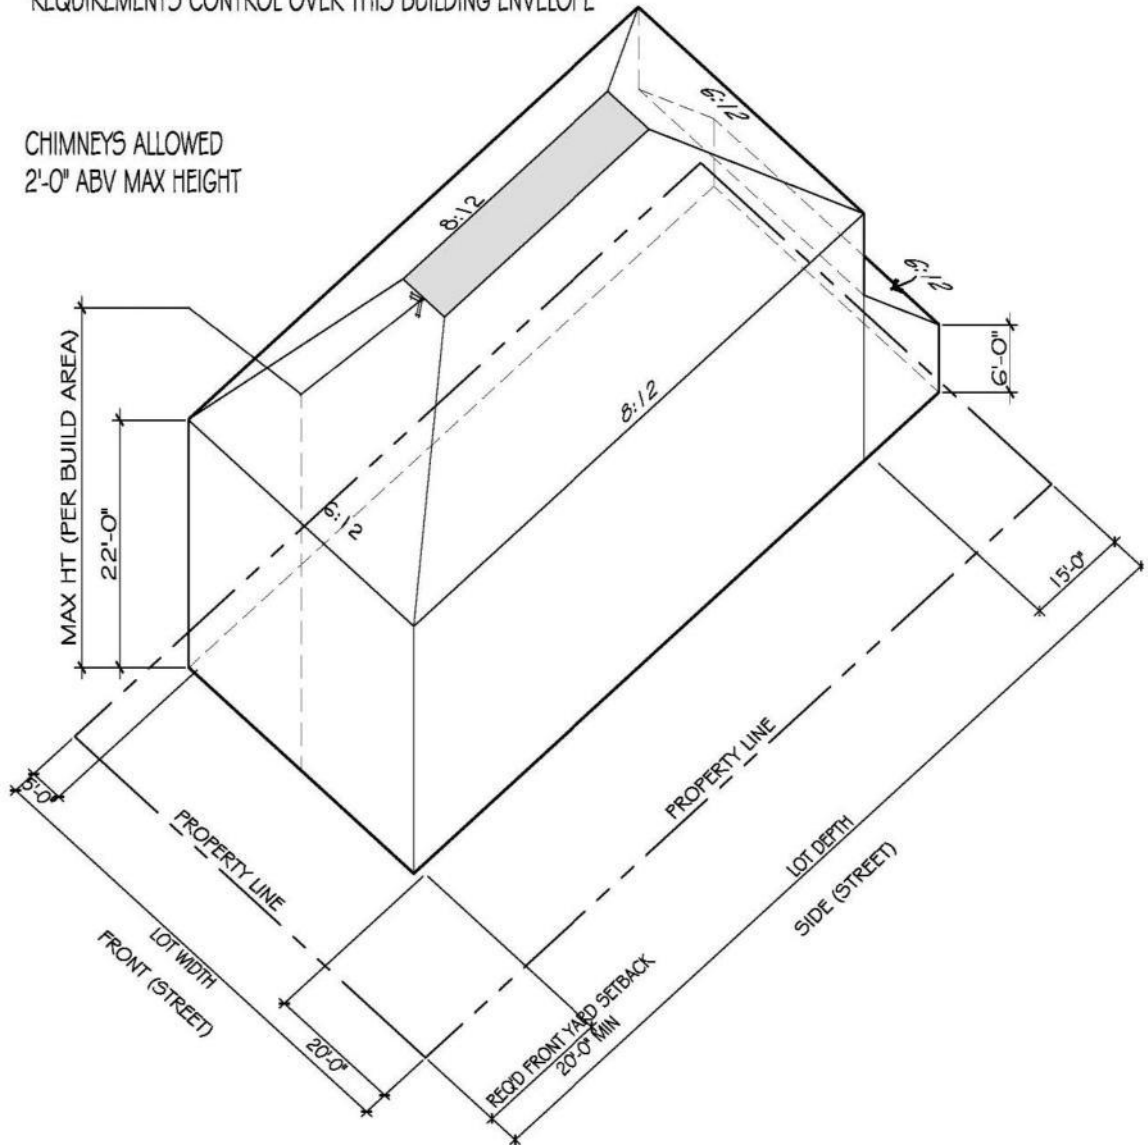 REQUIREMENTS CONTROL OVER THIS BUILDING ENVELOPE
CHIMNEYS ALLOWED
2'-0" ABV MAX HEIGHT
6:12
8:12
6:12
6'-0"
MAX HT (PER BUILD AREA)
22'-0"
8:12
6:12
15'-0"
5'-0"
PROPERTY LINE
PROPERTY LINE
LOT WIDTH
FRONT (STREET)
LOT DEPTH
SIDE (STREET)
20'-0"
REQ'D FRONT YARD SETBACK
20'-0" MIN